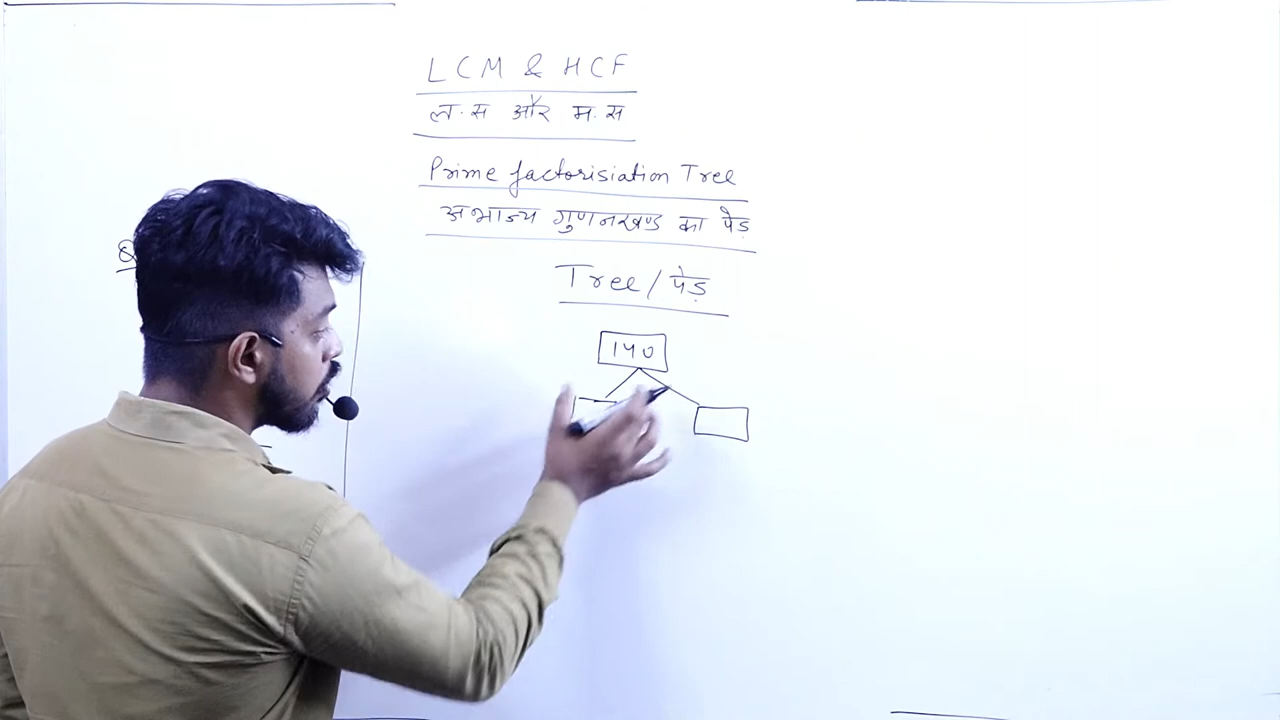 LCM & HCF
ल.स और म.स
Prime factorisiation Tree
अभाज्य गुणनखण्ड का पेड़
Tree/पेड़
140